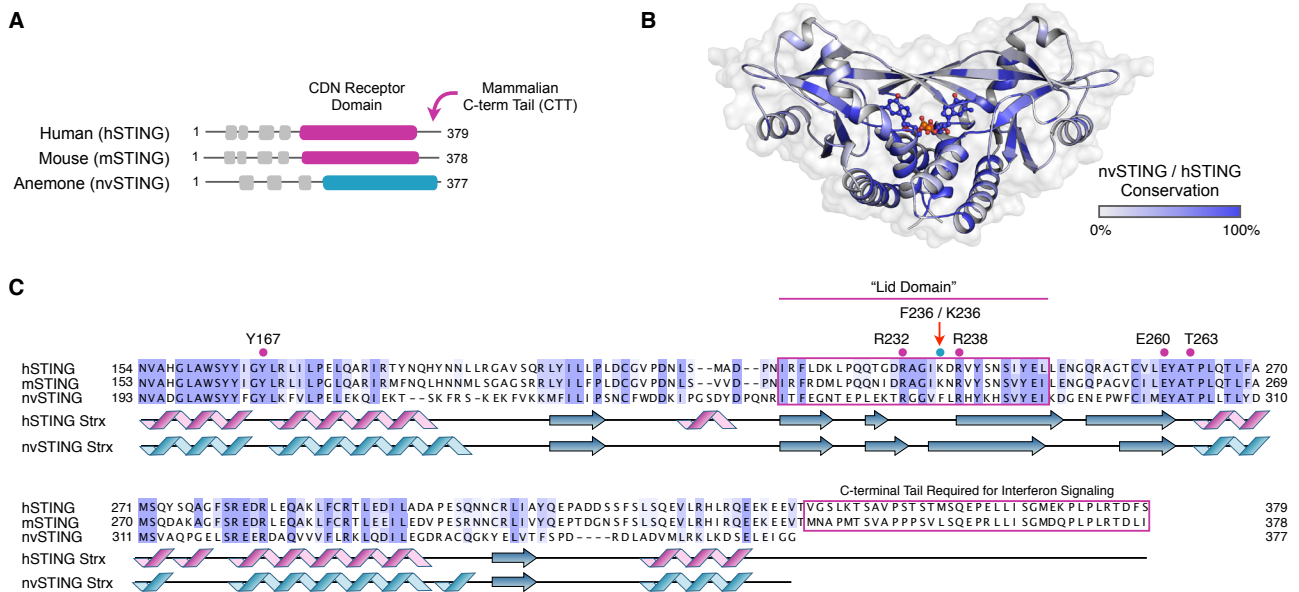 A
CDN Receptor
Domain
Mammalian
C-term Tail (CTT)
Human (hSTING) 1 379
Mouse (mSTING) 1 378
Anemone (nvSTING) 1 377
B
nvSTING / hSTING
Conservation
0% 100%
C
“Lid Domain”
F236 / K236
Y167 R232 R238 E260 T263
hSTING 154 NVAHGLAWSYYIGYLRLILPELQARIRTYNQHYNNLLRGAVSQRLYILLPLDCGVPDNLS--MAD--PNIRFLDKLPQQTGDRAGIKDRVYSNSIYELLENGQRAGTCVLEYATPLQTLFA 270
mSTING 153 NVAHGLAWSYYIGYLRLILPGLQARIRMFNQLHNNMLSGAGSRRLYILFPLDCGVPDNLS--VVD--PNIRFRDMLPQQNIDRAGIKNRVYSNSVYEILENGQPAGVCILEYATPLQTLFA 269
nvSTING 193 NVADGLAWSYYFGYLKFVLPELEKQIEKT--SKFRS-KEKFVKKMFILIPSNCFWDDKIPGSDYDPQNRITFEGNTEPLEKTRGGVFLRHYKHSVYEIKDGENEPWFCIMEYATPLLTLYD 310
hSTING Strx
nvSTING Strx
C-terminal Tail Required for Interferon Signaling
hSTING 271 MSQYSQAGFSREDRLEQAKLFCRTLEDILADAPESQNNCRLIAYQEPADDSSFSLSQEVLRHLRQEEKEEVTVGSLKTSAVPSTSTMSQEPELLISGMEKPLPLRTDFS 379
mSTING 270 MSQDAKAGFSREDRLEQAKLFCRTLEEILEDVPESRNNCRLIVYQEPTDGNSFSLSQEVLRHIRQEEKEEVTMNAPMTSVAPPPSVLSQEPRLLISGMDQPLPLRTDLI 378
nvSTING 311 MSVAQPGELSREERDAQVVVFLRKLQDILEGDRACQGKYELVTFSPD----RDLADVMLRKLKDSELEIGG 377
hSTING Strx
nvSTING Strx